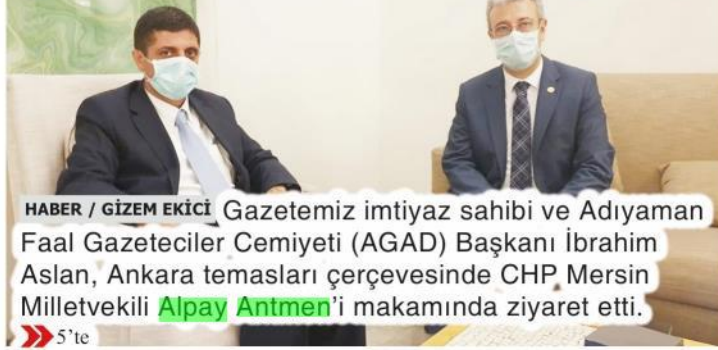 HABER / GİZEM EKİCİ Gazetemiz imtiyaz sahibi ve Adıyaman
Faal Gazeteciler Cemiyeti (AGAD) Başkanı İbrahim
Aslan, Ankara temasları çerçevesinde CHP Mersin
Milletvekili Alpay Antmen'i makamında ziyaret etti.
5'te